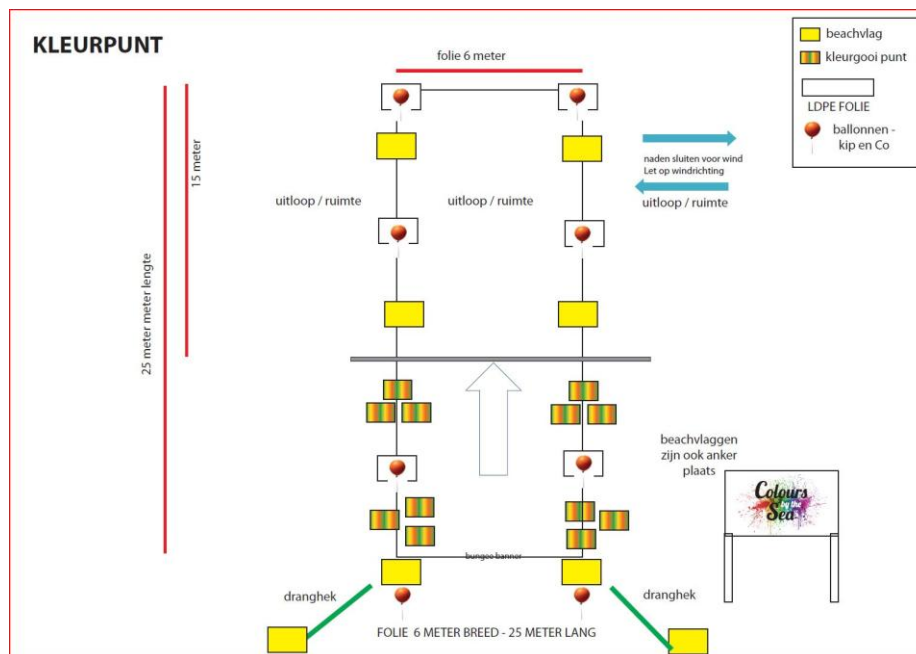 KLEURPUNT
folie 6 meter
beachvlag
kleurgooi punt
LDPE FOLIE
ballonnen -
kip en Co
15 meter
25 meter meter lengte
naden sluiten voor wind
Let op windrichting
uitloop / ruimte
uitloop / ruimte
uitloop / ruimte
beachvlaggen
zijn ook anker
plaats
Colours
by the
Sea
bungee banner
dranghek
dranghek
FOLIE 6 METER BREED - 25 METER LANG